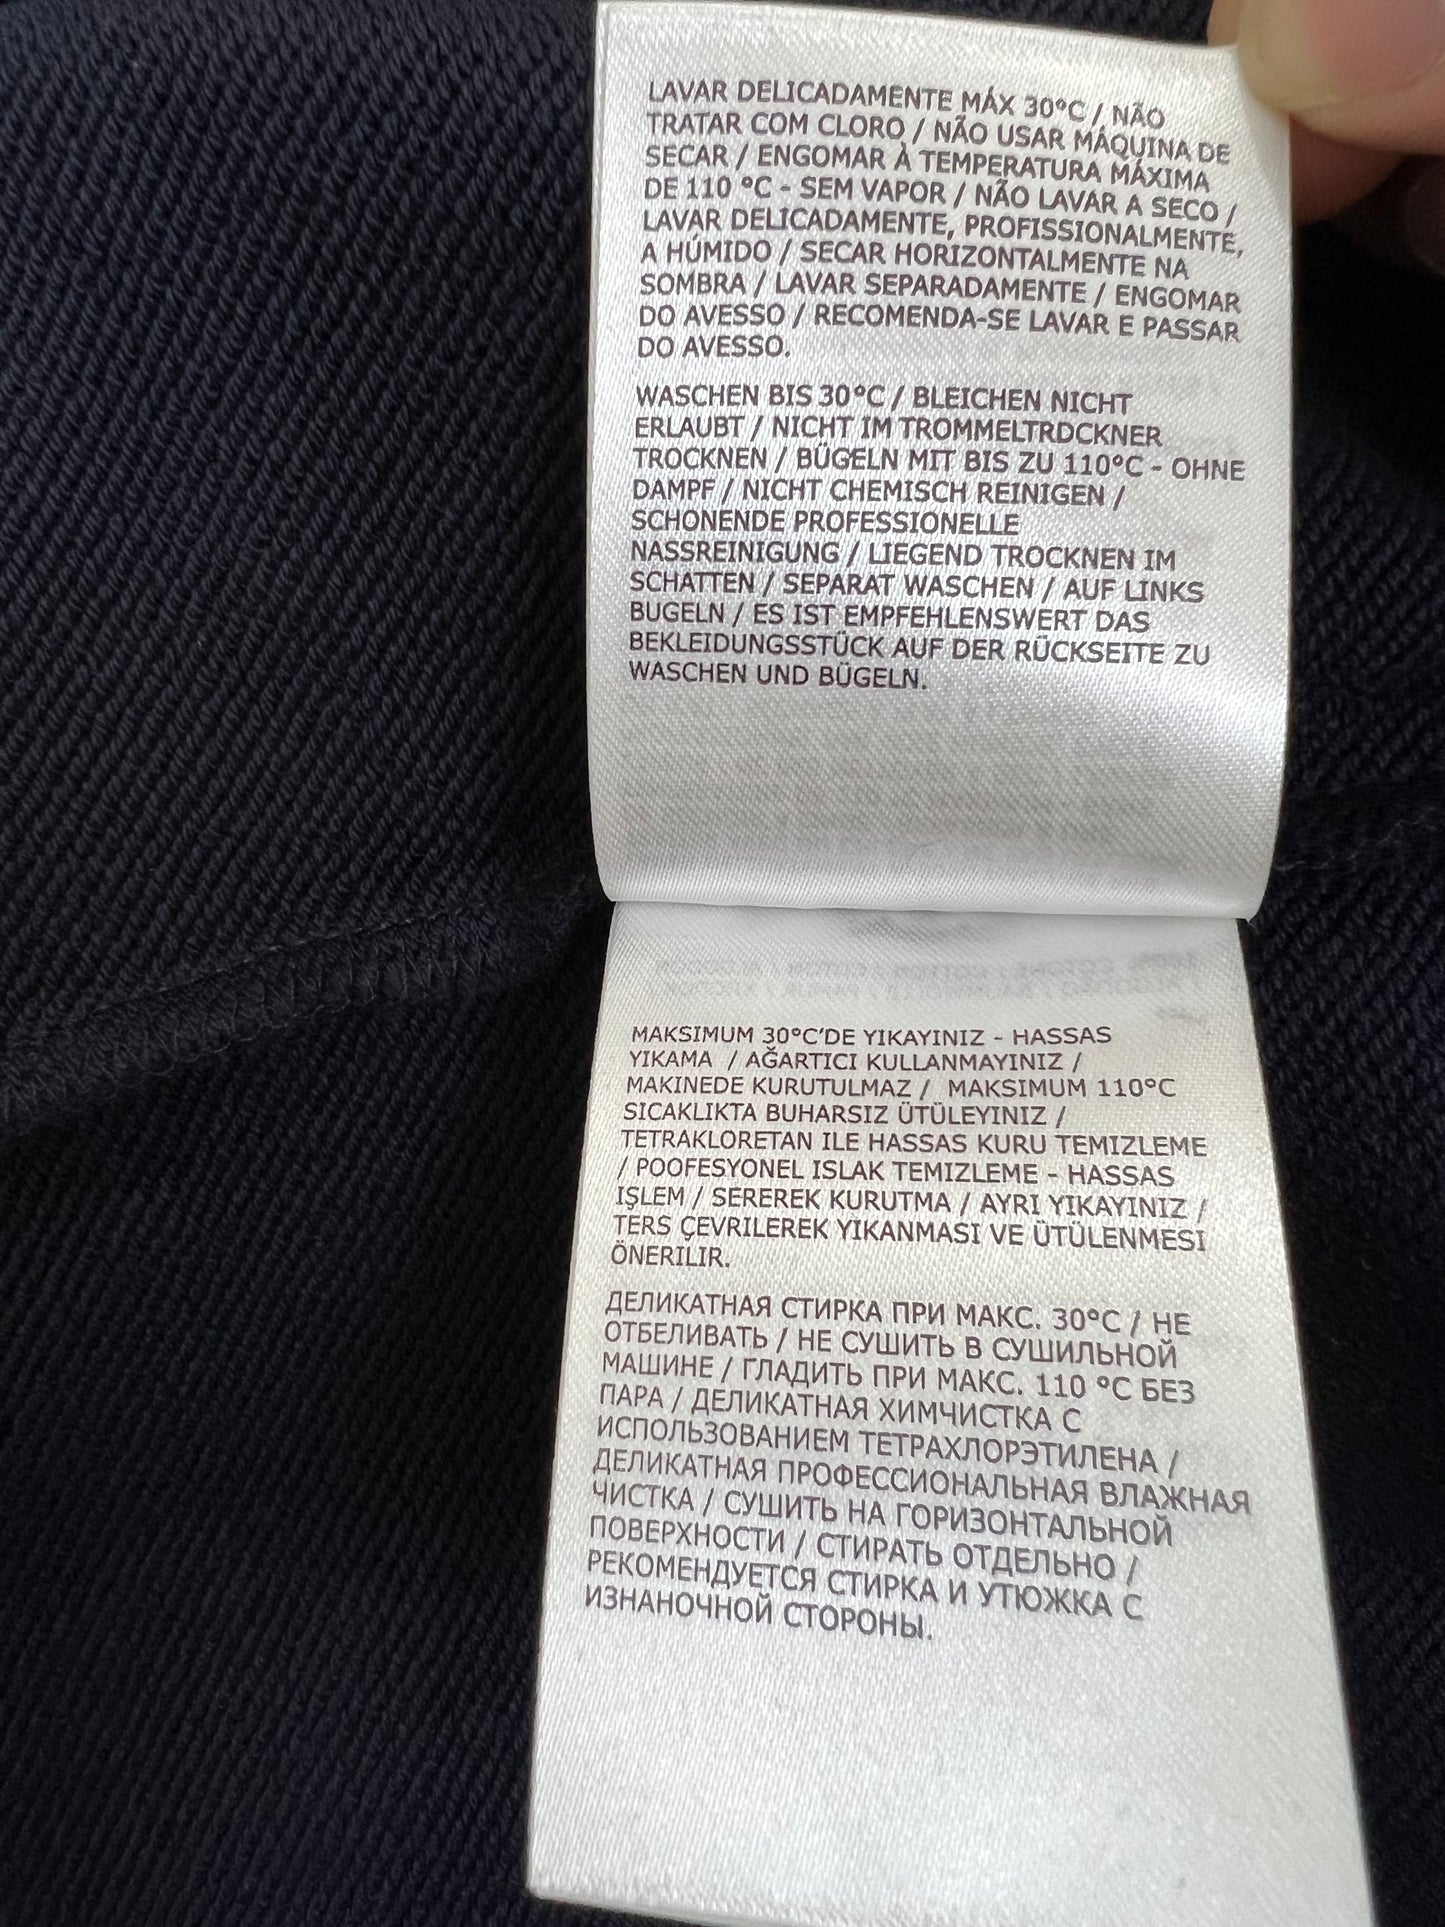 LAVAR DELICADAMENTE MÁX 30°C / NÃO
TRATAR COM CLORO / NÃO USAR MÁQUINA DE
SECAR / ENGOMAR À TEMPERATURA MÁXIMA
DE 110 °C - SEM VAPOR / NÃO LAVAR A SECO /
LAVAR DELICADAMENTE, PROFISSIONALMENTE,
A HÚMIDO / SECAR HORIZONTALMENTE NA
SOMBRA / LAVAR SEPARADAMENTE / ENGOMAR
DO AVESSO / RECOMENDA-SE LAVAR E PASSAR
DO AVESSO.
WASCHEN BIS 30°C / BLEICHEN NICHT
ERLAUBT / NICHT IM TROMMELTRDCKNER
TROCKNEN / BÜGELN MIT BIS ZU 110°C - OHNE
DAMPF / NICHT CHEMISCH REINIGEN /
SCHONENDE PROFESSIONELLE
NASSREINIGUNG / LIEGEND TROCKNEN IM
SCHATTEN / SEPARAT WASCHEN / AUF LINKS
BUGELN / ES IST EMPFEHLENSWERT DAS
BEKLEIDUNGSSTÜCK AUF DER RÜCKSEITE ZU
WASCHEN UND BÜGELN.
MAKSIMUM 30°C'DE YIKAYINIZ - HASSAS
YIKAMA / AĞARTICI KULLANMAYINIZ /
MAKINEDE KURUTULMAZ / MAKSIMUM 110°C
SICAKLIKTA BUHARSIZ ÜTÜLEYINIZ /
TETRAKLORETAN ILE HASSAS KURU TEMIZLEME
/ POOFESYONEL ISLAK TEMIZLEME - HASSAS
IŞLEM / SEREREK KURUTMA / AYRI YIKAYINIZ /
TERS ÇEVRILEREK YIKANMASI VE ÜTÜLENMESI
ÖNERILIR.
ДЕЛИКАТНАЯ СТИРКА ПРИ МАКС. 30°C / НЕ
ОТБЕЛИВАТЬ / НЕ СУШИТЬ В СУШИЛЬНОЙ
МАШИНЕ / ГЛАДИТЬ ПРИ МАКС. 110 °C БЕЗ
ПАРА / ДЕЛИКАТНАЯ ХИМЧИСТКА С
ИСПОЛЬЗОВАНИЕМ ТЕТРАХЛОРЭТИЛЕНА /
ДЕЛИКАТНАЯ ПРОФЕССИОНАЛЬНАЯ ВЛАЖНАЯ
ЧИСТКА / СУШИТЬ НА ГОРИЗОНТАЛЬНОЙ
ПОВЕРХНОСТИ / СТИРАТЬ ОТДЕЛЬНО /
РЕКОМЕНДУЕТСЯ СТИРКА И УТЮЖКА С
ИЗНАНОЧНОЙ СТОРОНЫ.